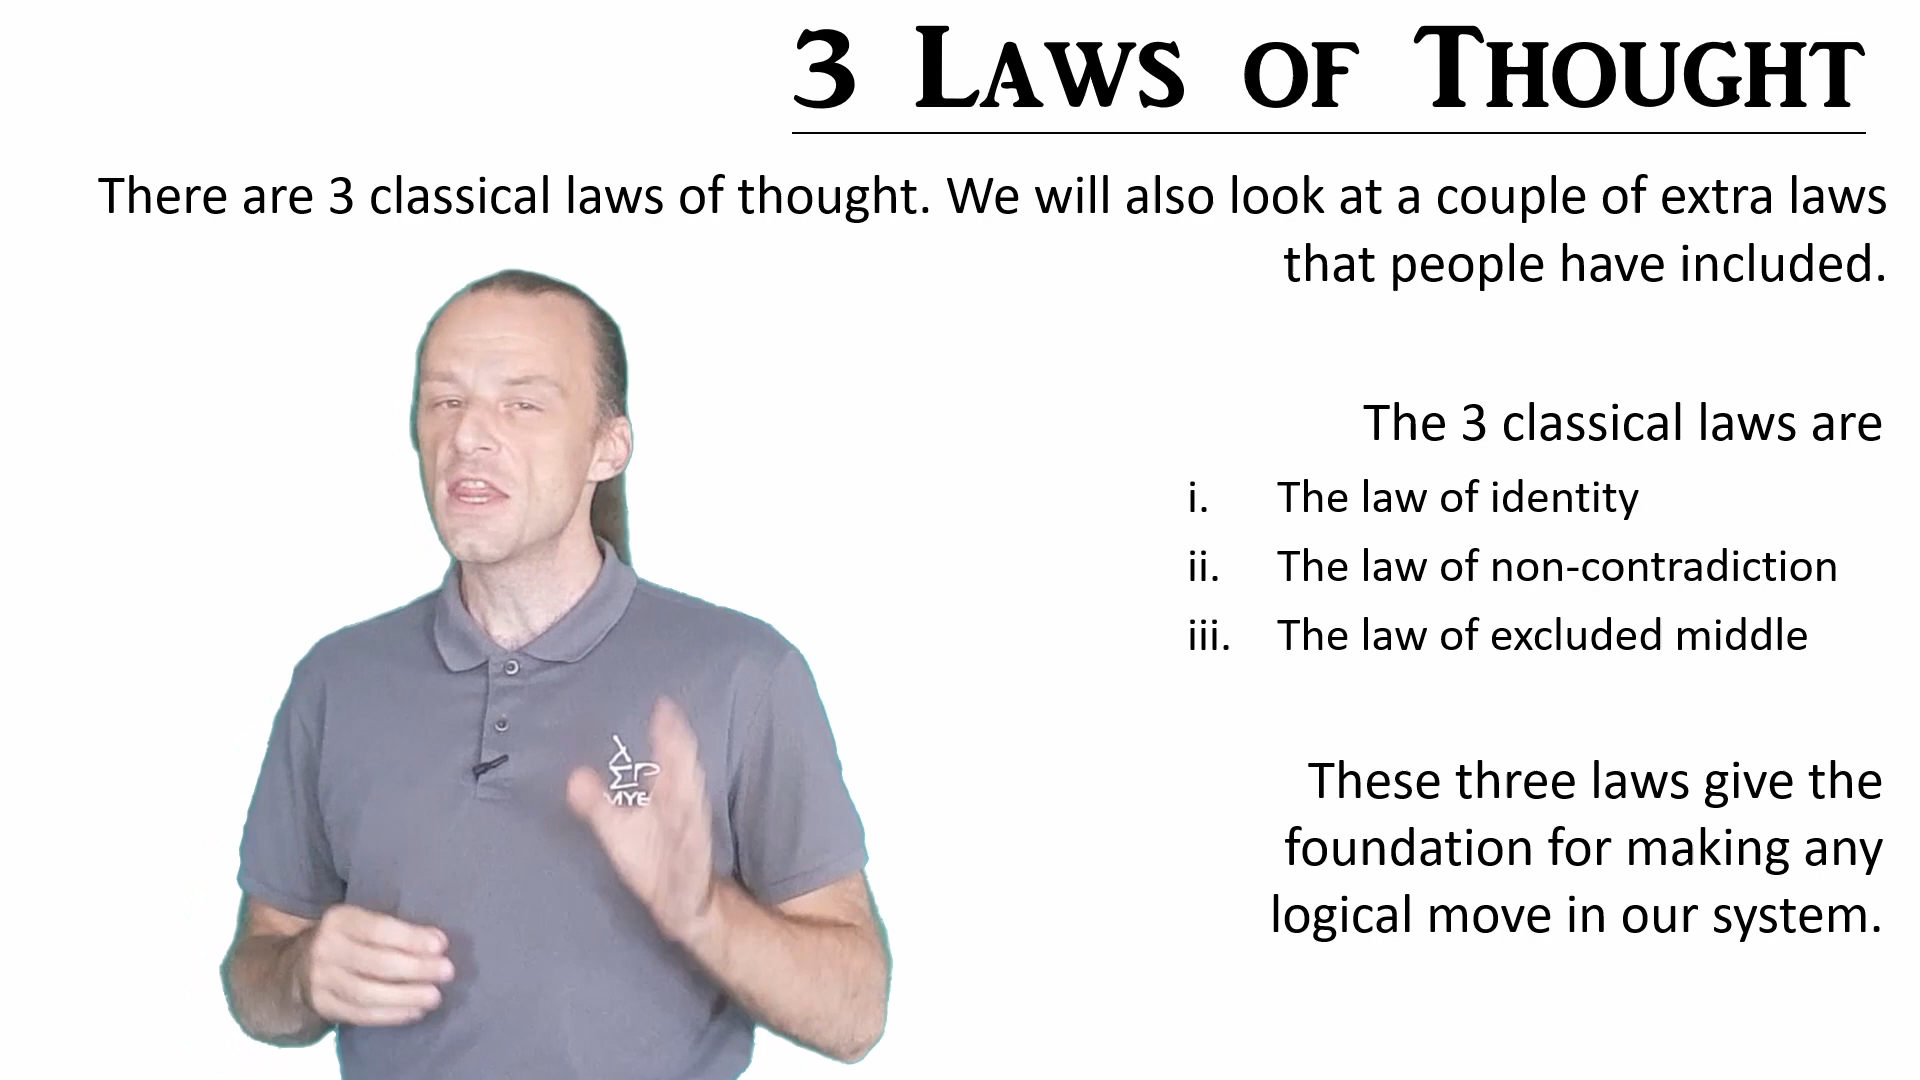 3 Laws of Thought
There are 3 classical laws of thought. We will also look at a couple of extra laws
that people have included.
The 3 classical laws are
i. The law of identity
ii. The law of non-contradiction
iii. The law of excluded middle
These three laws give the
foundation for making any
logical move in our system.